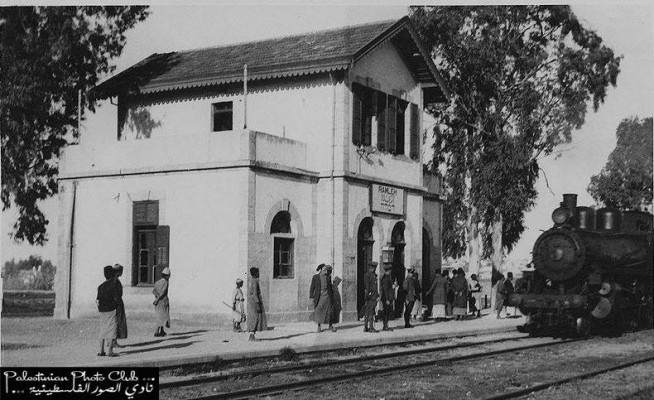 RAMLEH
Palestinian Photo Club ...
نادي الصور الفلسطينية ...